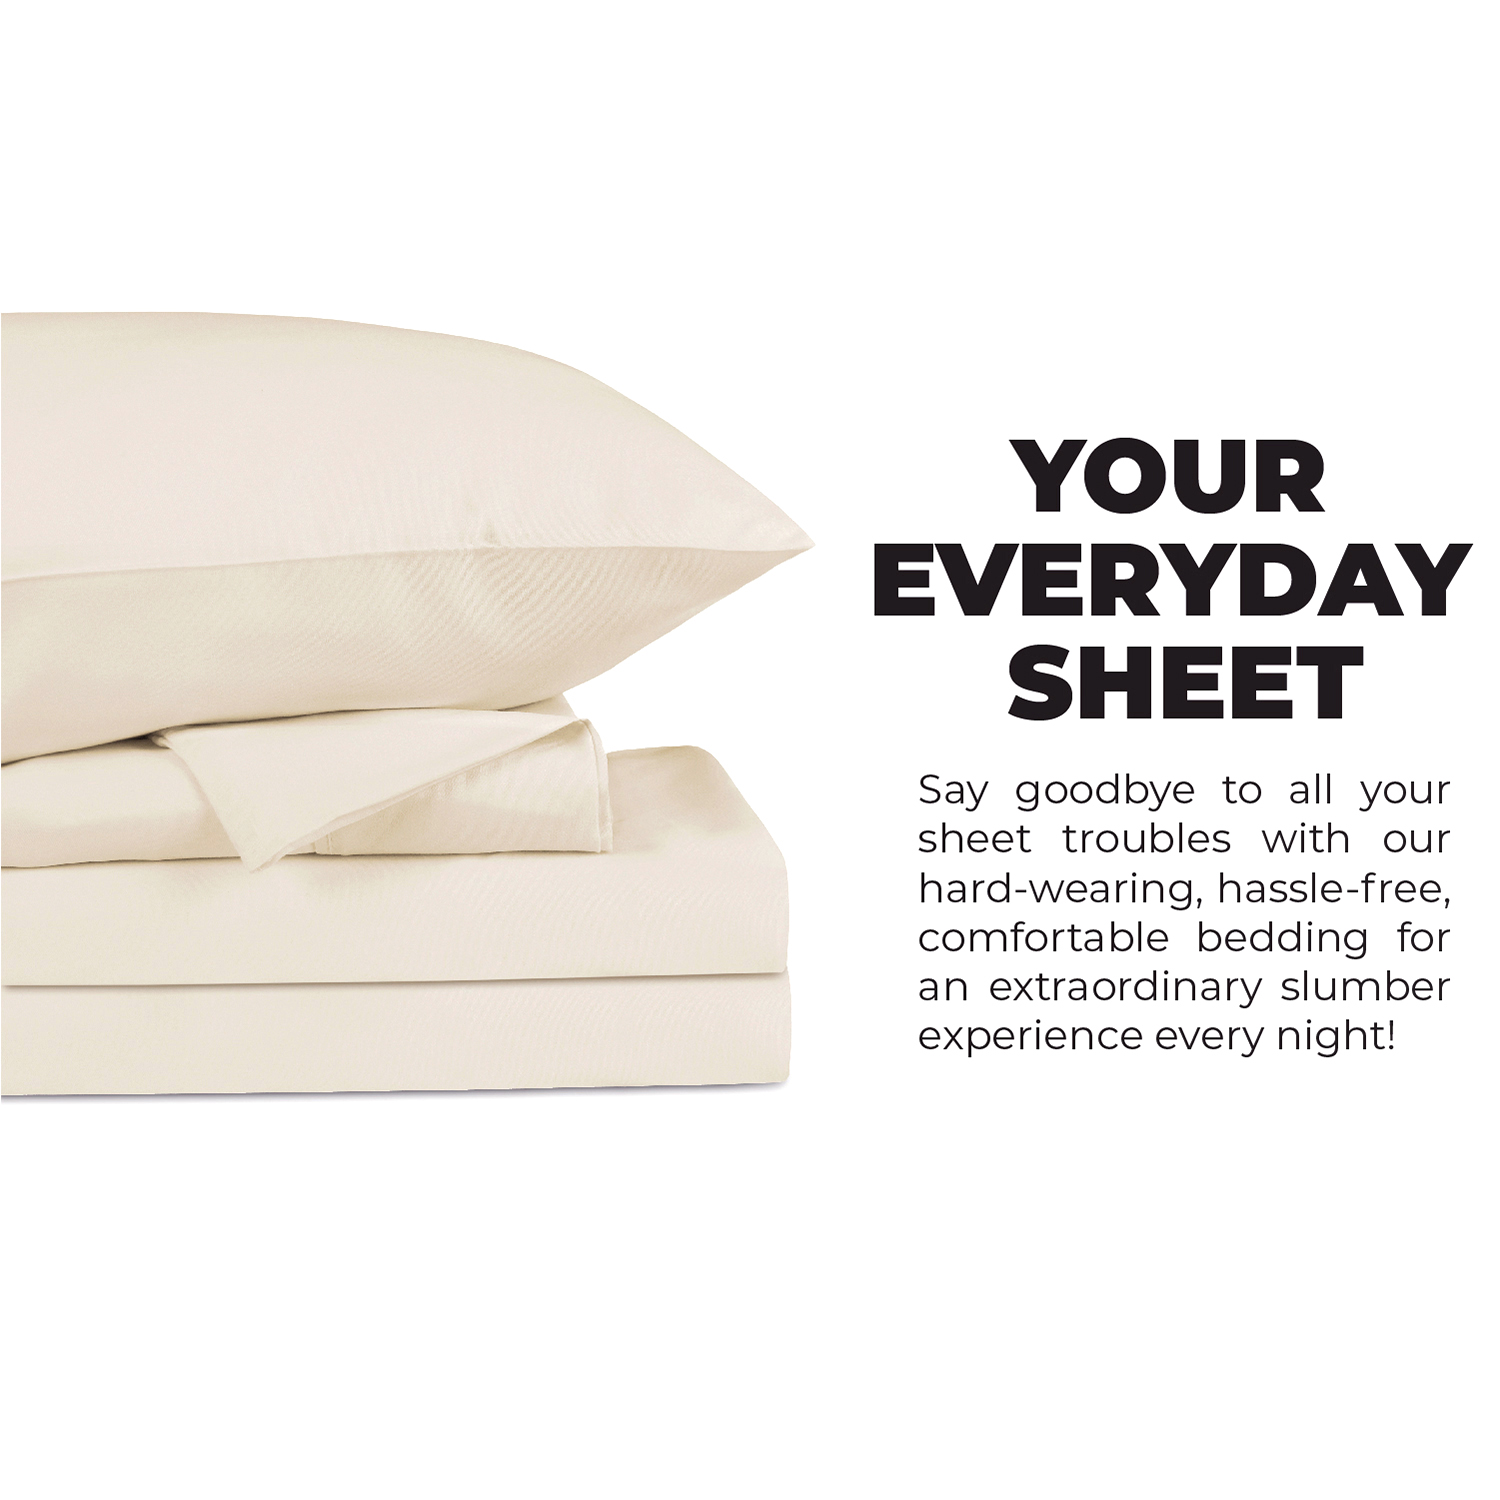 YOUR
EVERYDAY
SHEET
Say goodbye to all your
sheet troubles with our
hard-wearing, hassle-free,
comfortable bedding for
an extraordinary slumber
experience every night!